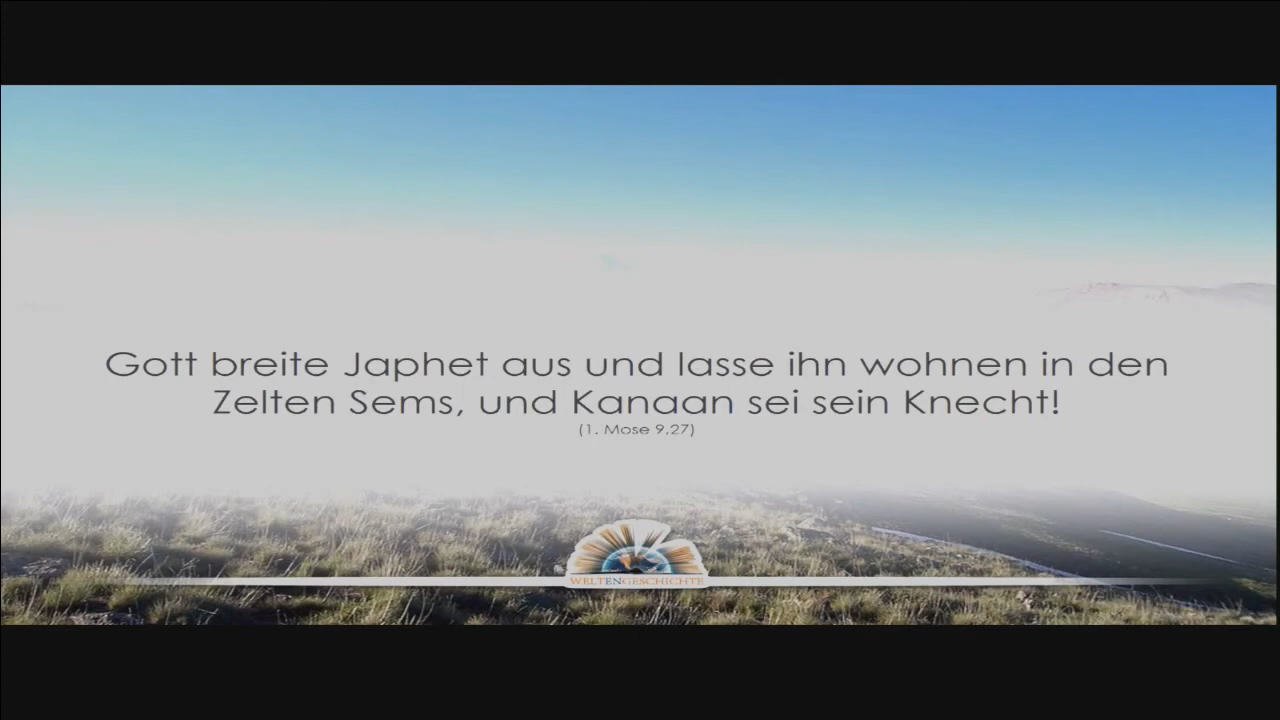 Gott breite Japhet aus und lasse ihn wohnen in den
Zelten Sems, und Kanaan sei sein Knecht!
(1. Mose 9,27)
WELTENGESCHICHTE